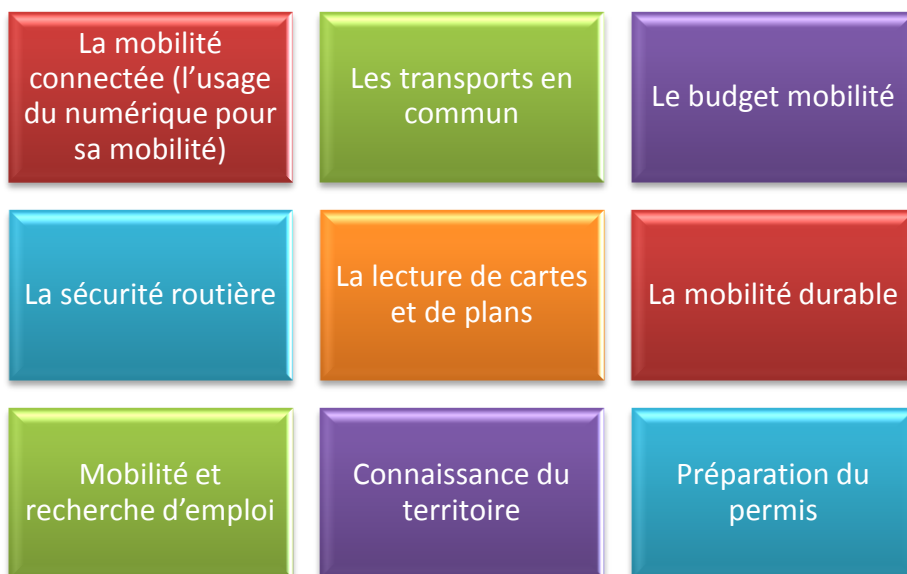 La mobilité
connectée (l’usage
du numérique pour
sa mobilité)
Les transports en
commun
Le budget mobilité
La sécurité routière
La lecture de cartes
et de plans
La mobilité durable
Mobilité et
recherche d’emploi
Connaissance du
territoire
Préparation du
permis